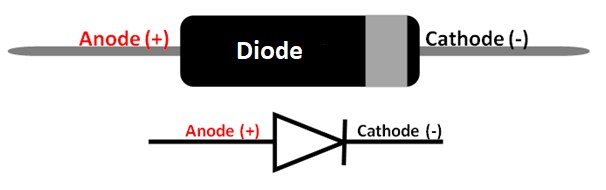 Anode (+) Diode Cathode (-)
Anode (+) Cathode (-)